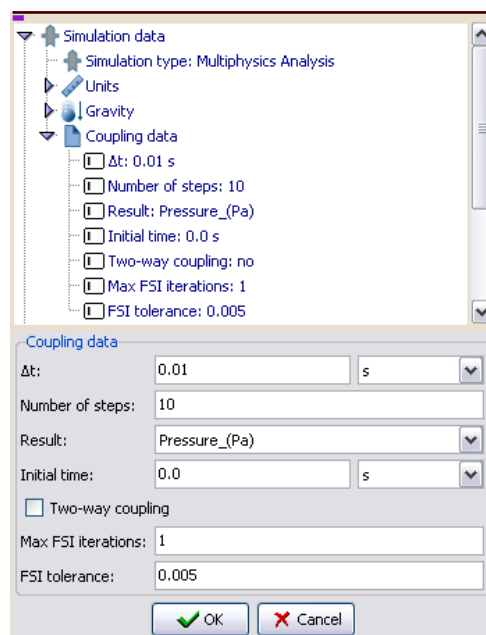 Simulation data
Simulation type: Multiphysics Analysis
Units
Gravity
Coupling data
Δt: 0.01 s
Number of steps: 10
Result: Pressure_(Pa)
Initial time: 0.0 s
Two-way coupling: no
Max FSI iterations: 1
FSI tolerance: 0.005
Coupling data
Δt: 0.01 s
Number of steps: 10
Result: Pressure_(Pa)
Initial time: 0.0 s
Two-way coupling
Max FSI iterations: 1
FSI tolerance: 0.005
OK Cancel